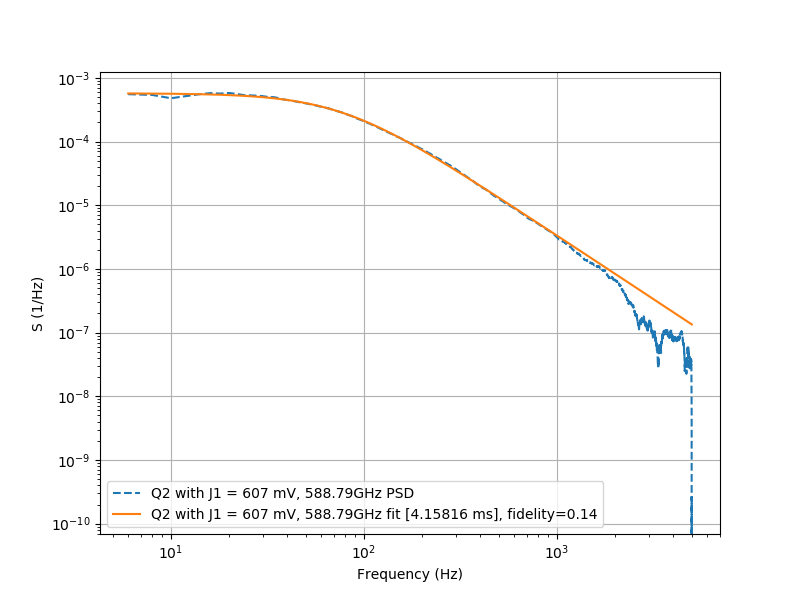 S (1/Hz)
10⁻³
10⁻⁴
10⁻⁵
10⁻⁶
10⁻⁷
10⁻⁸
10⁻⁹
10⁻¹⁰
Q2 with J1 = 607 mV, 588.79GHz PSD
Q2 with J1 = 607 mV, 588.79GHz fit [4.15816 ms], fidelity=0.14
10¹ 10² 10³
Frequency (Hz)